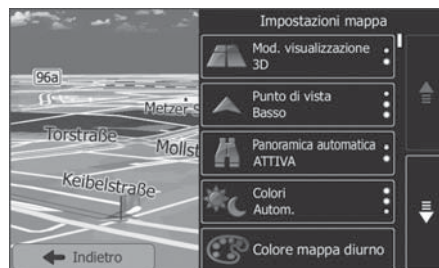 Impostazioni mappa
Mod. visualizzazione
3D
Punto di vista
Basso
Panoramica automatica
ATTIVA
Colori
Autom.
Colore mappa diurno
96a
Metzer S
Torstraße
Mollst
Keibelstraße
Indietro